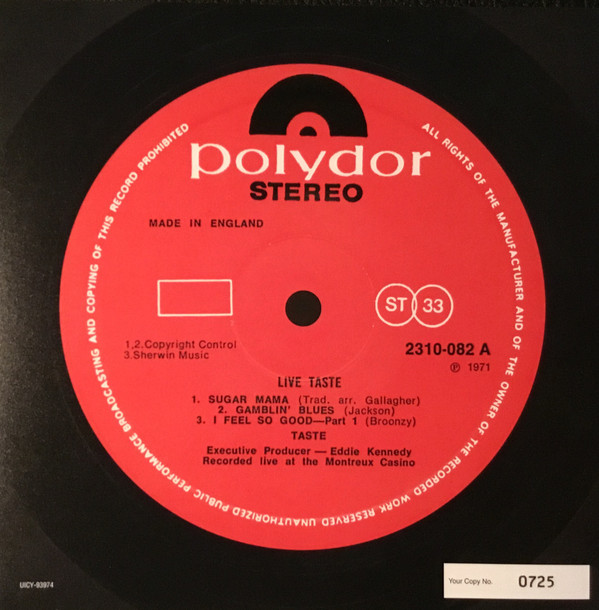 polydor
STEREO
ALL RIGHTS OF THE MANUFACTURER AND OF THE OWNER OF THE RECORDED WORK RESERVED UNAUTHORIZED PUBLIC PERFORMANCE BROADCASTING AND COPYING OF THIS RECORD PROHIBITED
MADE IN ENGLAND
ST 33
1,2.Copyright Control
3.Sherwin Music
2310-082 A
℗ 1971
LIVE TASTE
1. SUGAR MAMA (Trad. arr. Gallagher)
2. GAMBLIN' BLUES (Jackson)
3. I FEEL SO GOOD—Part 1 (Broonzy)
TASTE
Executive Producer — Eddie Kennedy
Recorded live at the Montreux Casino
UICY-93974
Your Copy No. 0725